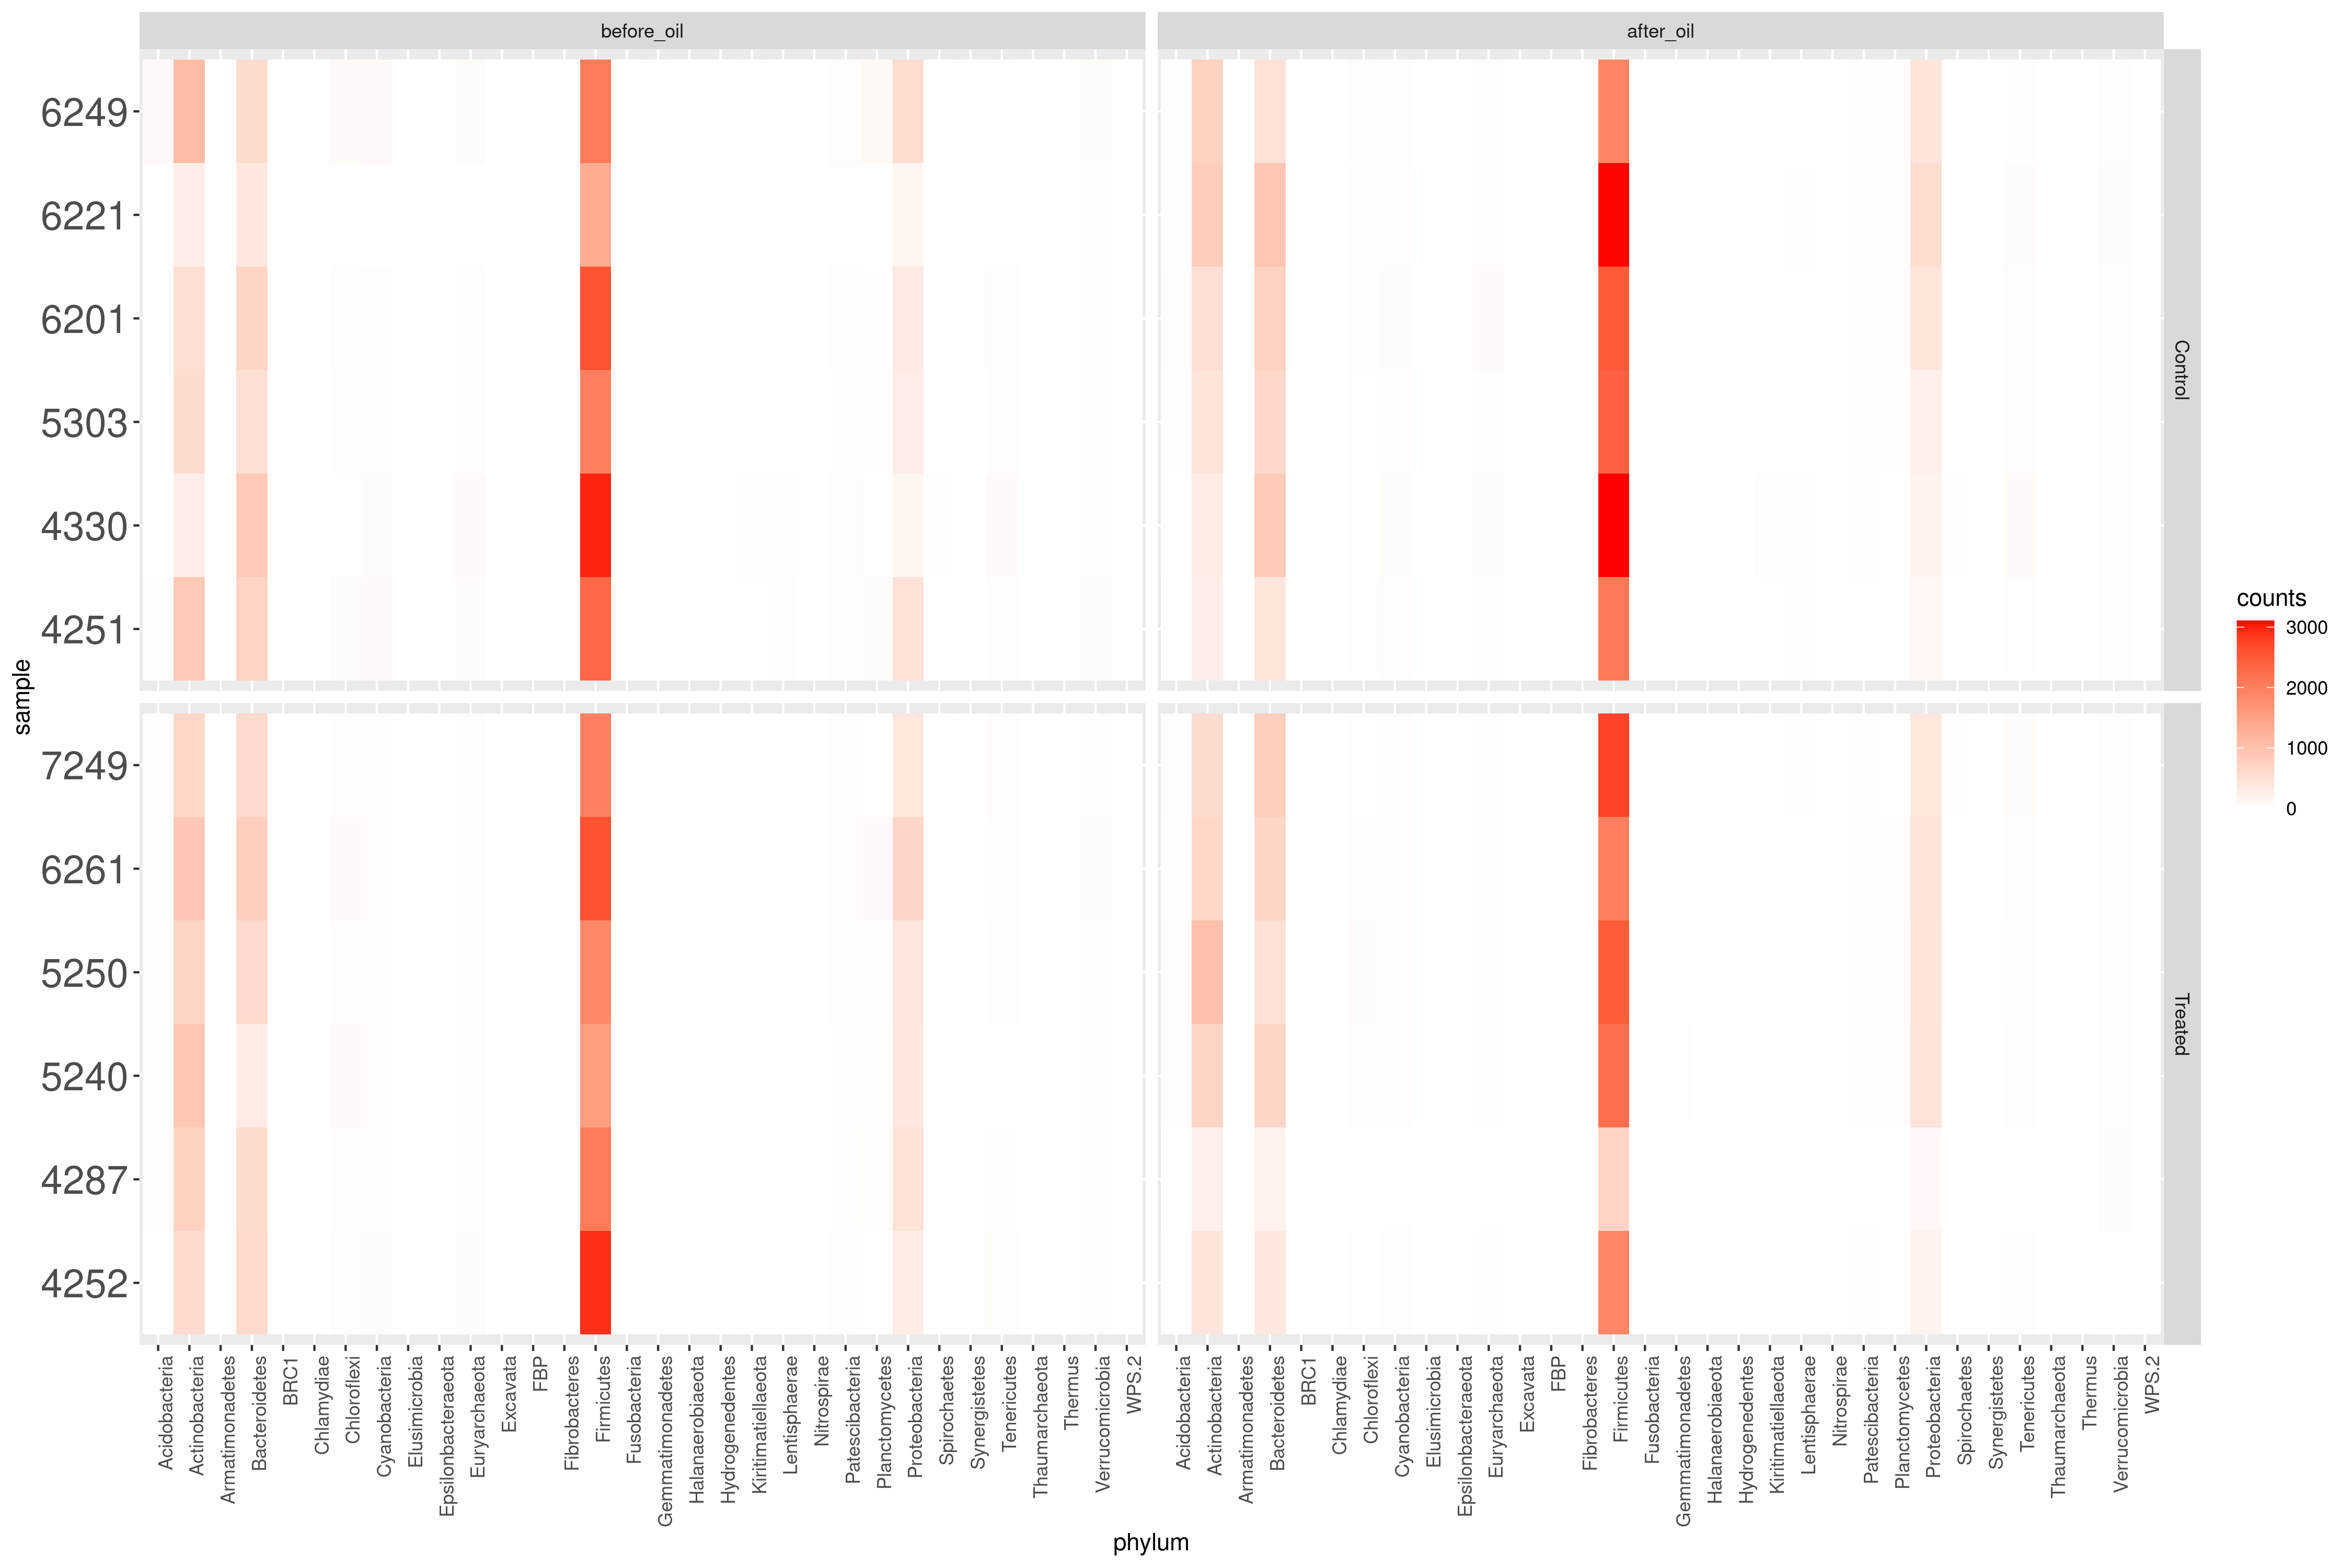 before_oil
after_oil
6249
6221
6201
5303
4330
4251
Control
sample
7249
6261
5250
5240
4287
4252
Treated
counts
3000
2000
1000
0
Acidobacteria
Actinobacteria
Armatimonadetes
Bacteroidetes
BRC1
Chlamydiae
Chloroflexi
Cyanobacteria
Elusimicrobia
Epsilonbacteraeota
Euryarchaeota
Excavata
FBP
Fibrobacteres
Firmicutes
Fusobacteria
Gemmatimonadetes
Halanaerobiaeota
Hydrogenedentes
Kiritimatiellaeota
Lentisphaerae
Nitrospirae
Patescibacteria
Planctomycetes
Proteobacteria
Spirochaetes
Synergistetes
Tenericutes
Thaumarchaeota
Thermus
Verrucomicrobia
WPS.2
Acidobacteria
Actinobacteria
Armatimonadetes
Bacteroidetes
BRC1
Chlamydiae
Chloroflexi
Cyanobacteria
Elusimicrobia
Epsilonbacteraeota
Euryarchaeota
Excavata
FBP
Fibrobacteres
Firmicutes
Fusobacteria
Gemmatimonadetes
Halanaerobiaeota
Hydrogenedentes
Kiritimatiellaeota
Lentisphaerae
Nitrospirae
Patescibacteria
Planctomycetes
Proteobacteria
Spirochaetes
Synergistetes
Tenericutes
Thaumarchaeota
Thermus
Verrucomicrobia
WPS.2
phylum